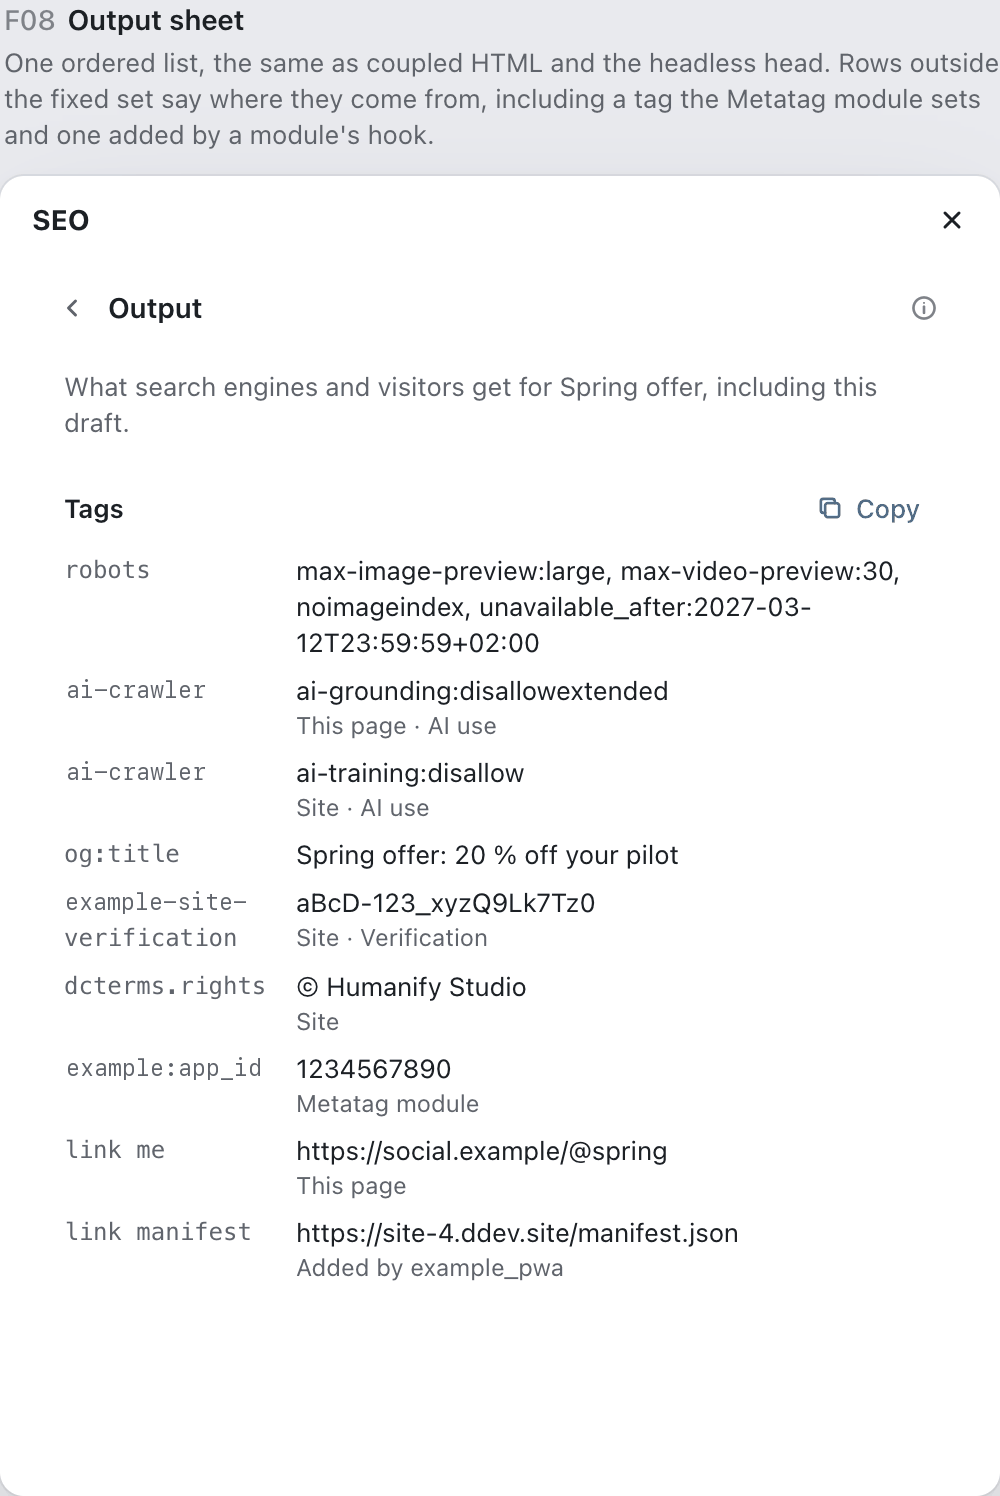 F08 Output sheet
One ordered list, the same as coupled HTML and the headless head. Rows outside
the fixed set say where they come from, including a tag the Metatag module sets
and one added by a module's hook.
SEO
Output
What search engines and visitors get for Spring offer, including this
draft.
Tags
Copy
robots
max-image-preview:large, max-video-preview:30,
noimageindex, unavailable_after:2027-03-
12T23:59:59+02:00
ai-crawler
ai-grounding:disallowextended
This page · AI use
ai-crawler
ai-training:disallow
Site · AI use
og:title
Spring offer: 20 % off your pilot
example-site-
verification
aBcD-123_xyzQ9Lk7Tz0
Site · Verification
dcterms.rights
© Humanify Studio
Site
example:app_id
1234567890
Metatag module
link me
https://social.example/@spring
This page
link manifest
https://site-4.ddev.site/manifest.json
Added by example_pwa